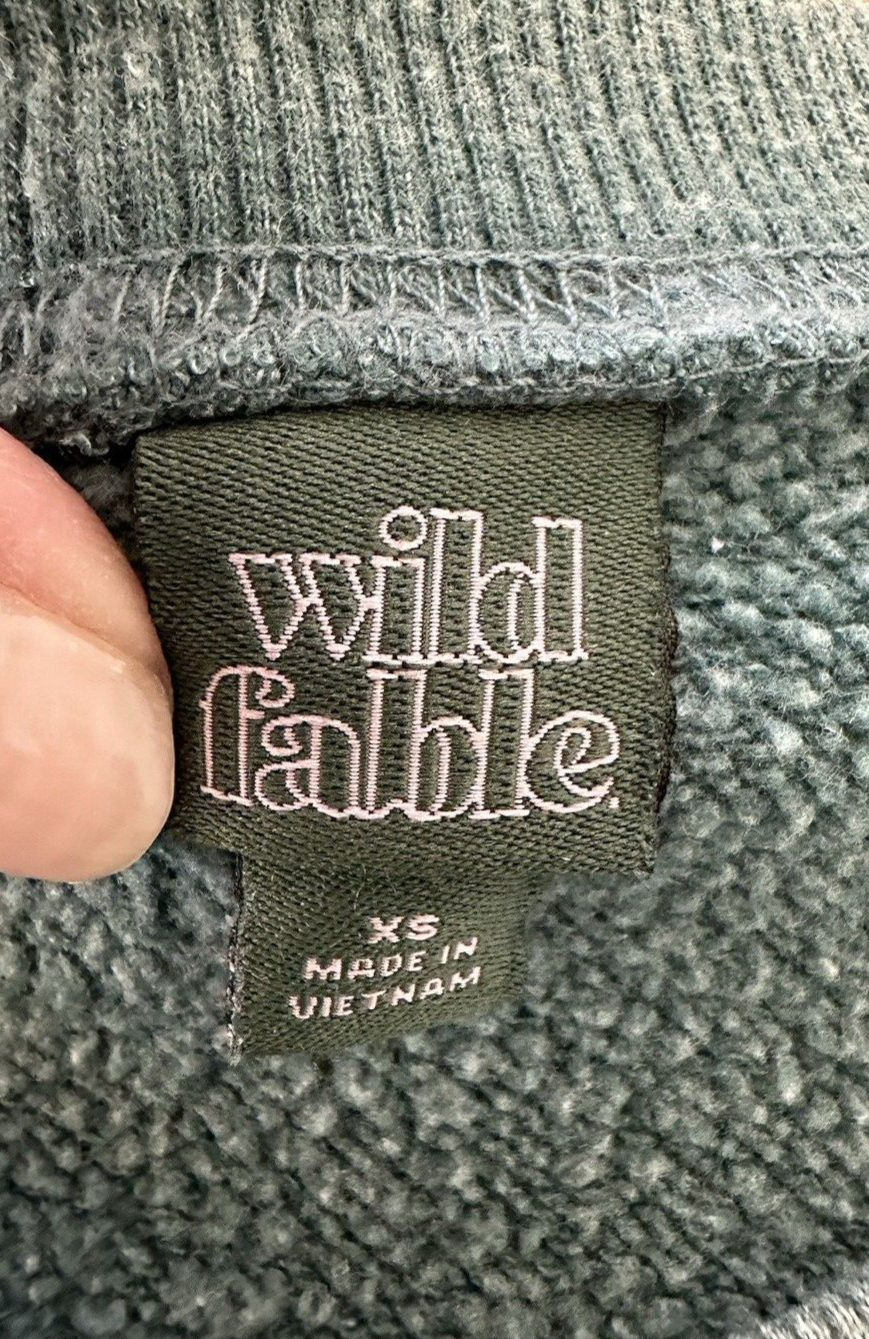 wild
fable.
XS
MADE IN
VIETNAM